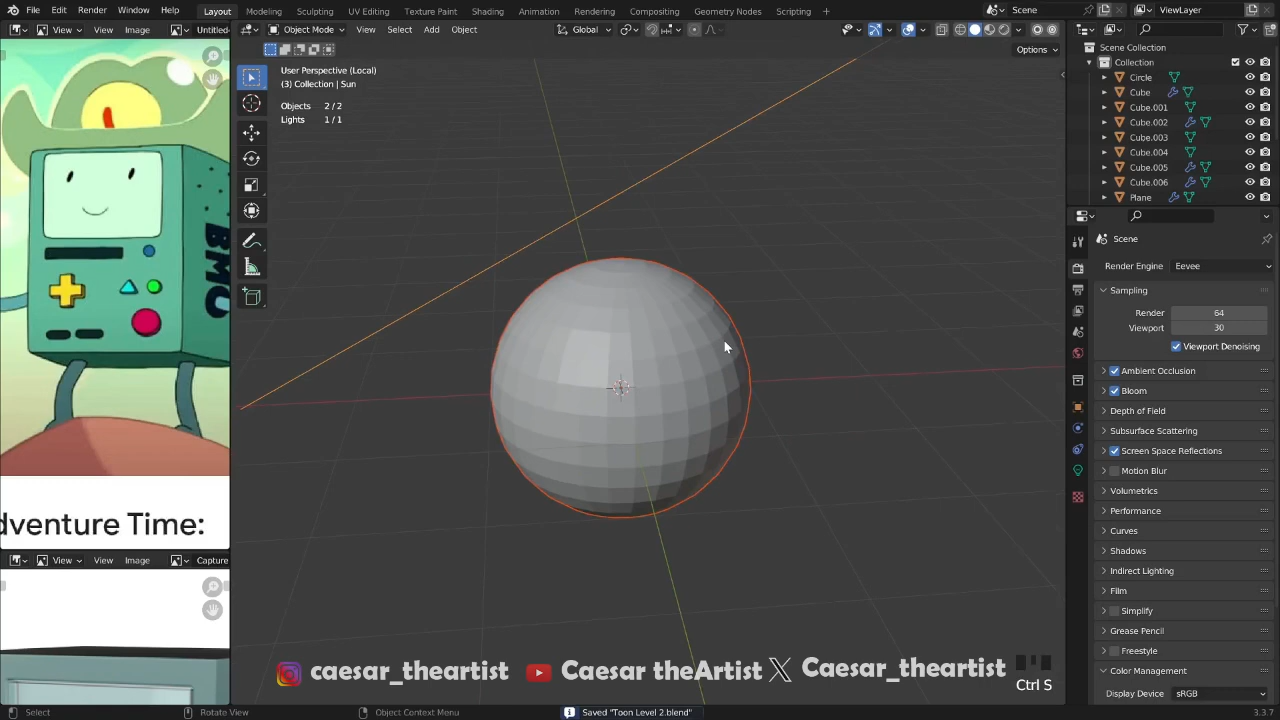 File Edit Render Window Help
Layout Modeling Sculpting UV Editing Texture Paint Shading Animation Rendering Compositing Geometry Nodes Scripting +
Scene ViewLayer
View View Image Untitled
Object Mode View Select Add Object Global
Options
User Perspective (Local)
(3) Collection | Sun
Objects 2 / 2
Lights 1 / 1
Scene Collection
Collection
Circle
Cube
Cube.001
Cube.002
Cube.003
Cube.004
Cube.005
Cube.006
Plane
Scene
Render Engine Eevee
Sampling
Render 64
Viewport 30
Viewport Denoising
Ambient Occlusion
Bloom
Depth of Field
Subsurface Scattering
Screen Space Reflections
Motion Blur
Volumetrics
Performance
Curves
Shadows
Indirect Lighting
Film
Simplify
Grease Pencil
Freestyle
Color Management
Display Device sRGB
BMO
dventure Time:
View View Image Capture
caesar_theartist Caesar theArtist Caesar_theartist
Ctrl S
Select Rotate View Object Context Menu Saved "Toon Level 2.blend" 3.3.7